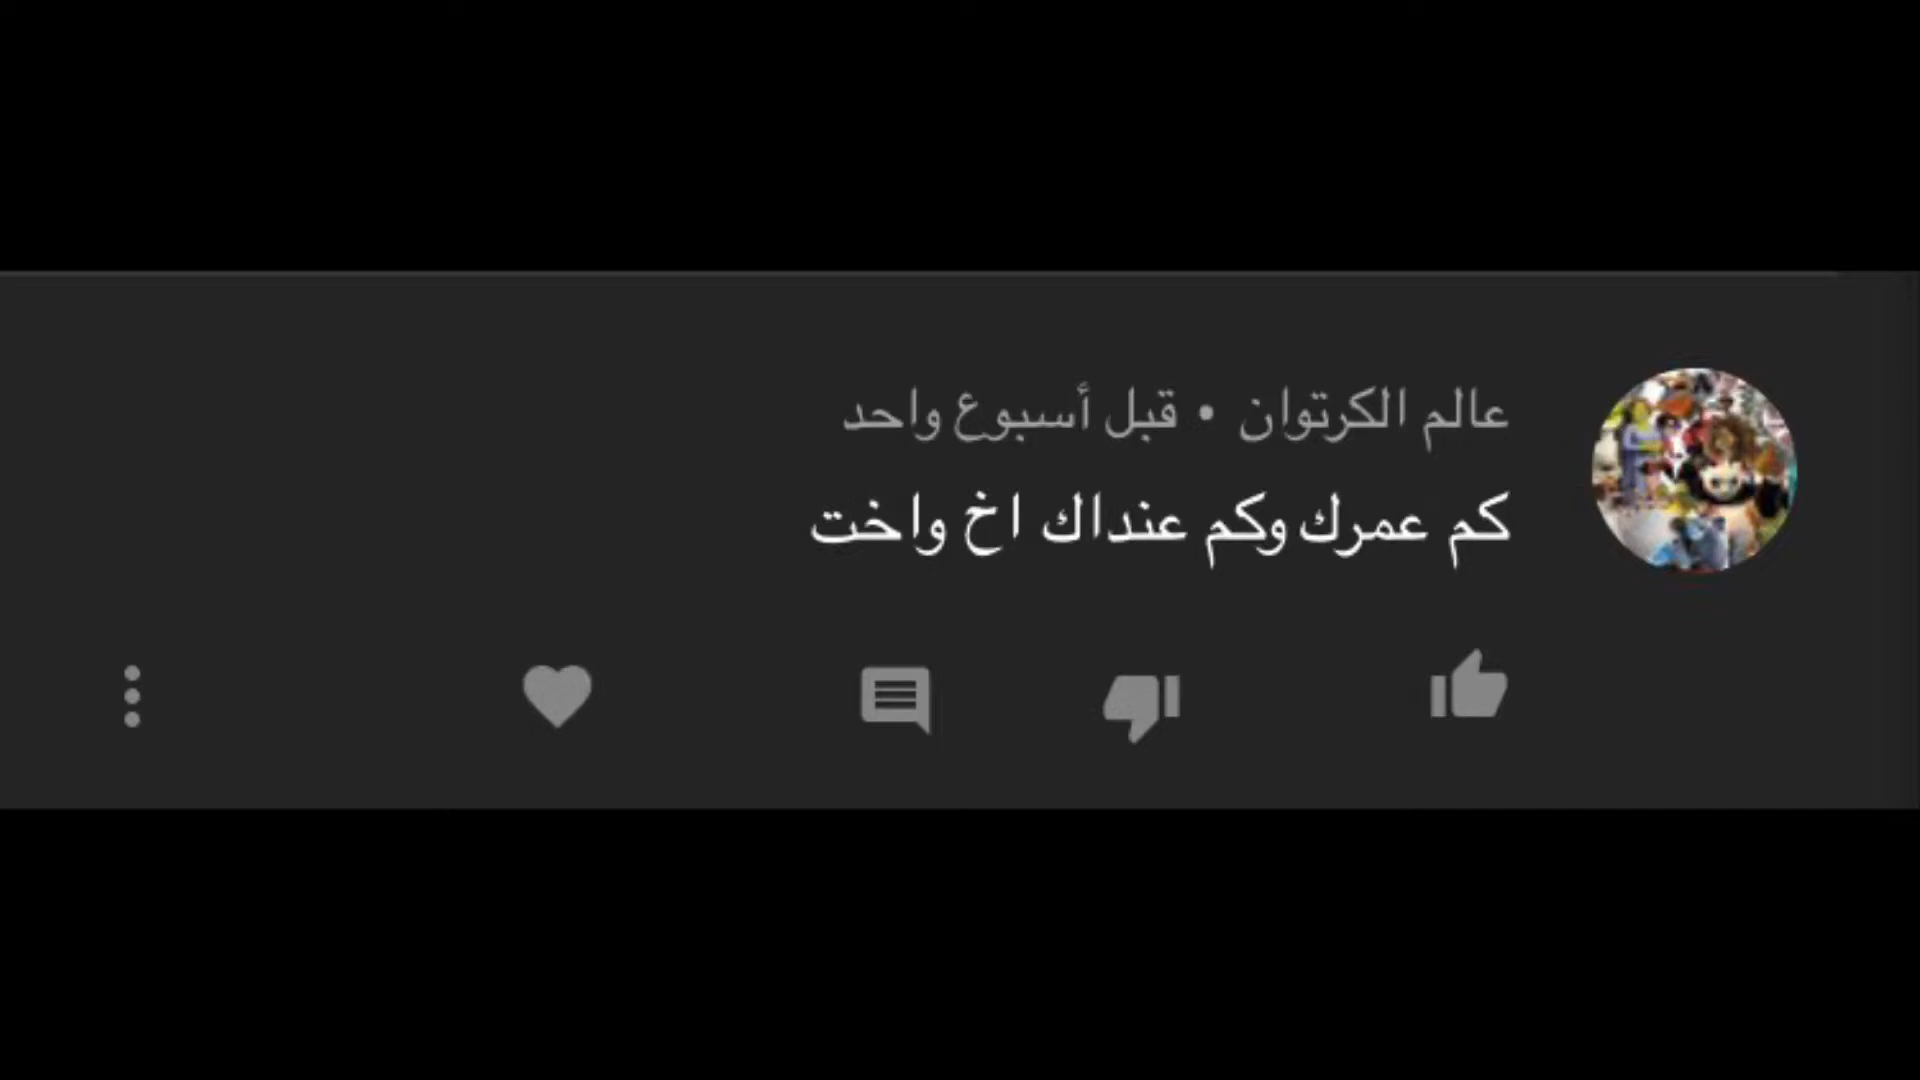 عالم الكرتوان • قبل أسبوع واحد
كم عمرك وكم عنداك اخ واخت